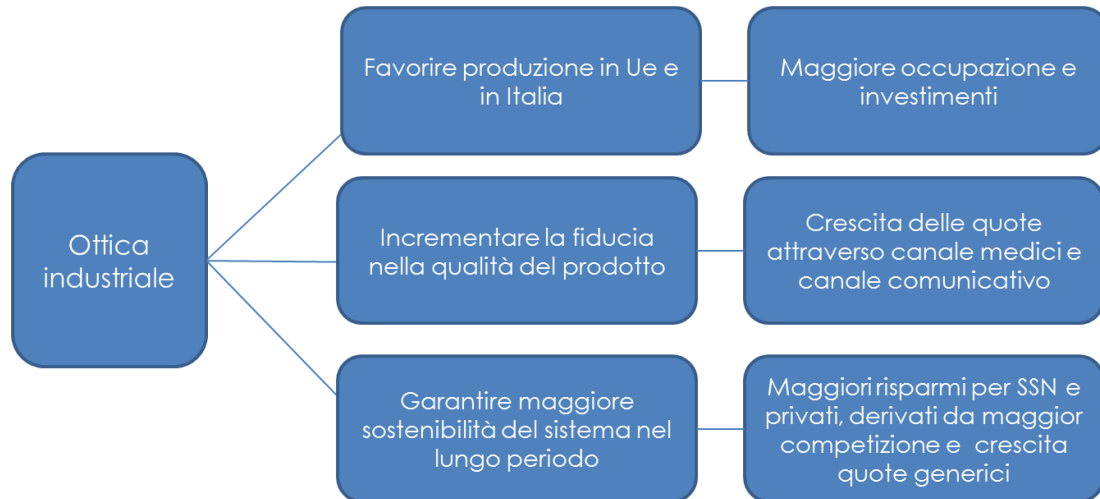 Ottica
industriale
Favorire produzione in Ue e
in Italia
Maggiore occupazione e
investimenti
Incrementare la fiducia
nella qualità del prodotto
Crescita delle quote
attraverso canale medici e
canale comunicativo
Garantire maggiore
sostenibilità del sistema nel
lungo periodo
Maggiori risparmi per SSN e
privati, derivati da maggior
competizione e crescita
quote generici